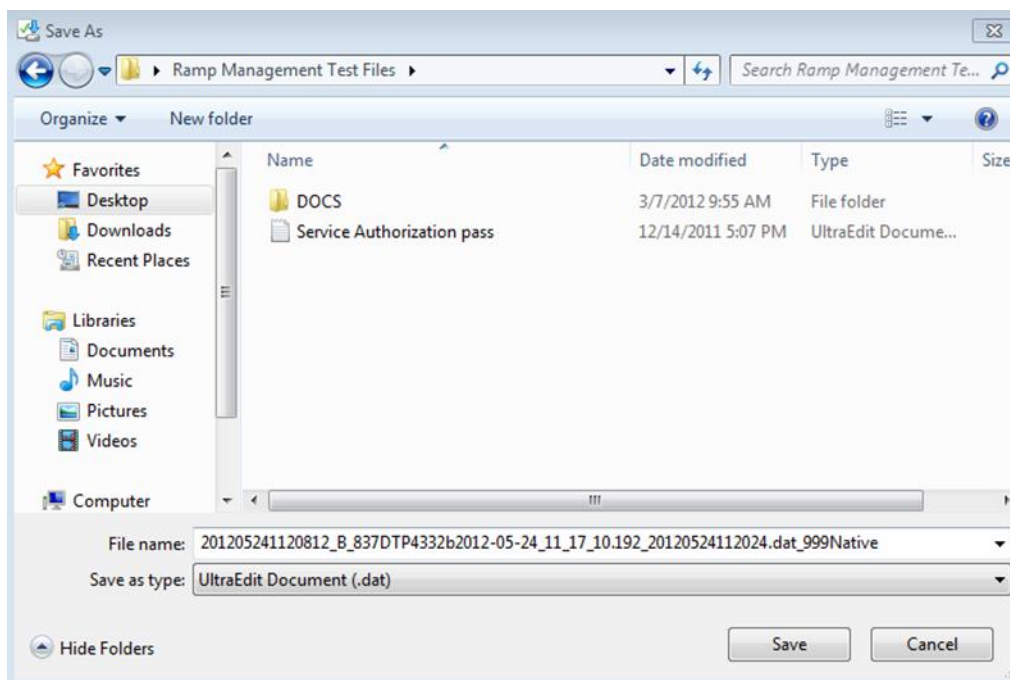 Save As
Ramp Management Test Files
Search Ramp Management Te...
Organize
New folder
Name
Date modified
Type
Size
Favorites
Desktop
Downloads
Recent Places
Libraries
Documents
Music
Pictures
Videos
Computer
DOCS 3/7/2012 9:55 AM File folder
Service Authorization pass 12/14/2011 5:07 PM UltraEdit Docume...
File name: 201205241120812_B_837DTP4332b2012-05-24_11_17_10.192_20120524112024.dat_999Native
Save as type: UltraEdit Document (.dat)
Hide Folders
Save
Cancel